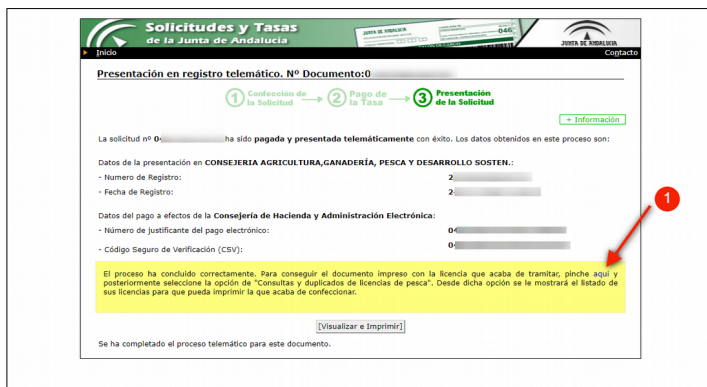 Solicitudes y Tasas
de la Junta de Andalucía
JUNTA DE ANDALUCIA
046
JUNTA DE ANDALUCIA
Inicio
Contacto
Presentación en registro telemático. Nº Documento:0
1 Confección de la Solicitud
2 Pago de la Tasa
3 Presentación de la Solicitud
+ Información
La solicitud nº 0 ha sido pagada y presentada telemáticamente con éxito. Los datos obtenidos en este proceso son:
Datos de la presentación en CONSEJERIA AGRICULTURA,GANADERÍA, PESCA Y DESARROLLO SOSTEN.:
- Numero de Registro: 2
- Fecha de Registro: 2
1
Datos del pago a efectos de la Consejería de Hacienda y Administración Electrónica:
- Número de justificante del pago electrónico: 04
- Código Seguro de Verificación (CSV): 0
El proceso ha concluido correctamente. Para conseguir el documento impreso con la licencia que acaba de tramitar, pinche aquí y
posteriormente seleccione la opción de "Consultas y duplicados de licencias de pesca". Desde dicha opción se le mostrará el listado de
sus licencias para que pueda imprimir la que acaba de confeccionar.
[Visualizar e Imprimir]
Se ha completado el proceso telemático para este documento.